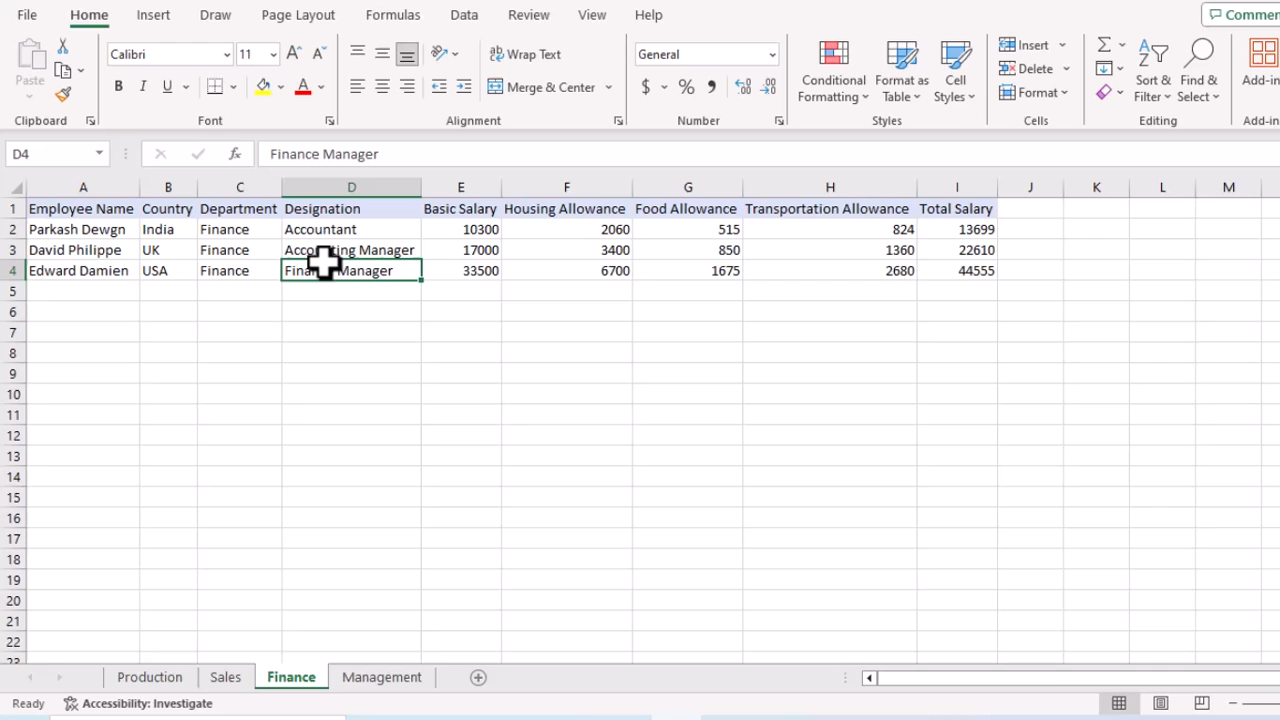 File Home Insert Draw Page Layout Formulas Data Review View Help
Calibri 11 Wrap Text General Insert
Paste B I U Merge & Center $ % Conditional Formatting Format as Table Cell Styles Delete Format Sort & Filter Find & Select
Clipboard Font Alignment Number Styles Cells Editing
D4 fx Finance Manager
A B C D E F G H I J K L M
1 Employee Name Country Department Designation Basic Salary Housing Allowance Food Allowance Transportation Allowance Total Salary
2 Parkash Dewgn India Finance Accountant 10300 2060 515 824 13699
3 David Philippe UK Finance Accounting Manager 17000 3400 850 1360 22610
4 Edward Damien USA Finance Finance Manager 33500 6700 1675 2680 44555
5
6
7
8
9
10
11
12
13
14
15
16
17
18
19
20
21
22
Production Sales Finance Management
Ready Accessibility: Investigate